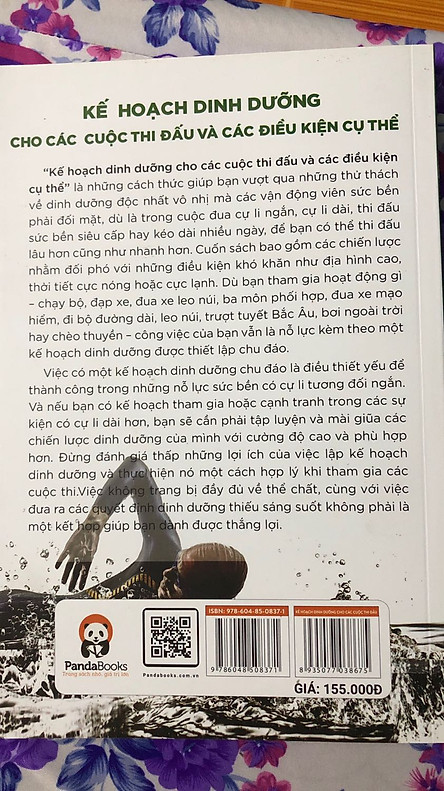 KẾ HOẠCH DINH DƯỠNG
CHO CÁC CUỘC THI ĐẤU VÀ CÁC ĐIỀU KIỆN CỤ THỂ
“Kế hoạch dinh dưỡng cho các cuộc thi đấu và các điều kiện
cụ thể” là những cách thức giúp bạn vượt qua những thử thách
về dinh dưỡng độc nhất vô nhị mà các vận động viên sức bền
phải đối mặt, dù là trong cuộc đua cự li ngắn, cự li dài, thi đấu
sức bền siêu cấp hay kéo dài nhiều ngày, để bạn có thể thi đấu
lâu hơn cũng như nhanh hơn. Cuốn sách bao gồm các chiến lược
nhằm đối phó với những điều kiện khó khăn như địa hình cao,
thời tiết cực nóng hoặc cực lạnh. Dù bạn tham gia hoạt động gì
– chạy bộ, đạp xe, đua xe leo núi, ba môn phối hợp, đua xe mạo
hiểm, đi bộ đường dài, leo núi, trượt tuyết Bắc Âu, bơi ngoài trời
hay chèo thuyền – công việc của bạn vẫn là nỗ lực kèm theo một
kế hoạch dinh dưỡng được thiết lập chu đáo.
Việc có một kế hoạch dinh dưỡng chu đáo là điều thiết yếu để
thành công trong những nỗ lực sức bền có cự li tương đối ngắn.
Và nếu bạn có kế hoạch tham gia hoặc cạnh tranh trong các sự
kiện có cự li dài hơn, bạn sẽ cần phải tập luyện và mài giũa các
chiến lược dinh dưỡng của mình với cường độ cao và phù hợp
hơn. Đừng đánh giá thấp những lợi ích của việc lập kế hoạch
dinh dưỡng và thực hiện nó một cách hợp lý khi tham gia các
cuộc thi.Việc không trang bị đầy đủ về thể chất, cùng với việc
đưa ra các quyết định dinh dưỡng thiếu sáng suốt không phải là
một kết hợp giúp bạn dành được thắng lợi.
PandaBooks
Trang sách nhỏ, giá trị lớn
Pandabooks.com.vn
ISBN: 978-604-85-0837-1
9 786048 508371
KẾ HOẠCH DINH DƯỠNG CHO CÁC CUỘC THI ĐẤU
8 935077 038675
GIÁ: 155.000Đ